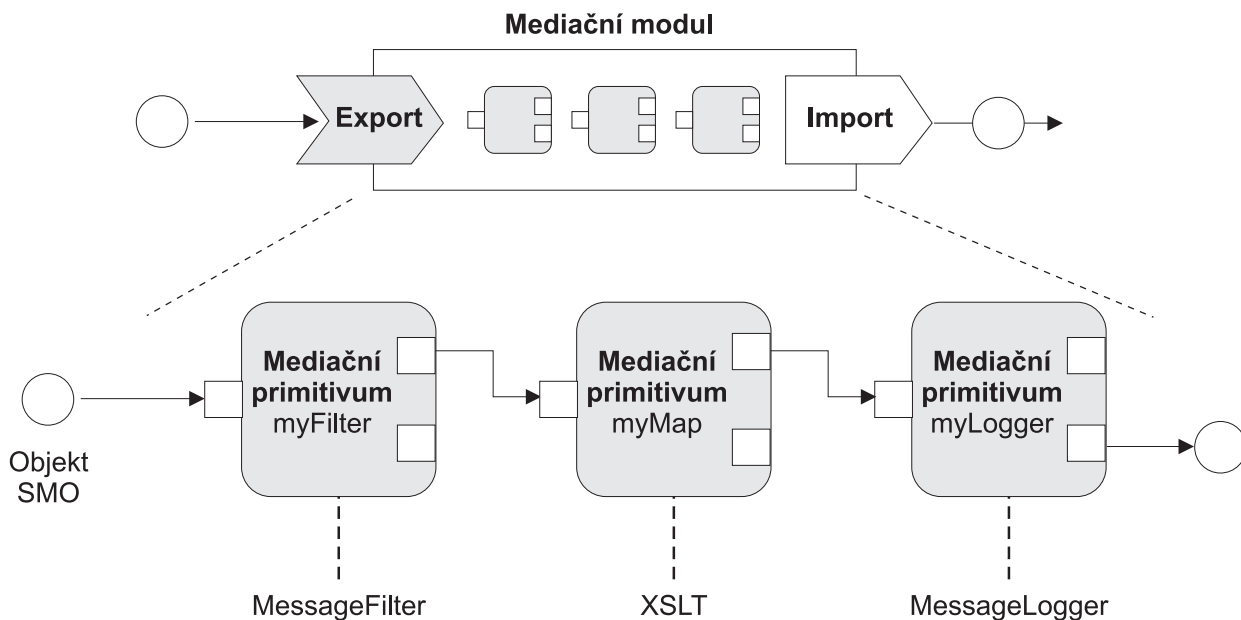 Mediační modul
Export
Import
Mediační
primitivum
myFilter
Mediační
primitivum
myMap
Mediační
primitivum
myLogger
Objekt
SMO
MessageFilter
XSLT
MessageLogger